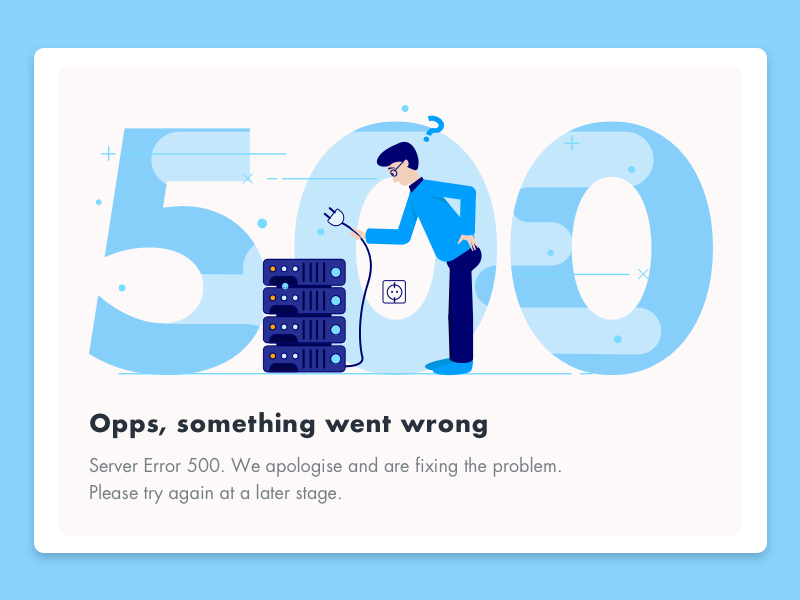 500
?
Opps, something went wrong
Server Error 500. We apologise and are fixing the problem.
Please try again at a later stage.